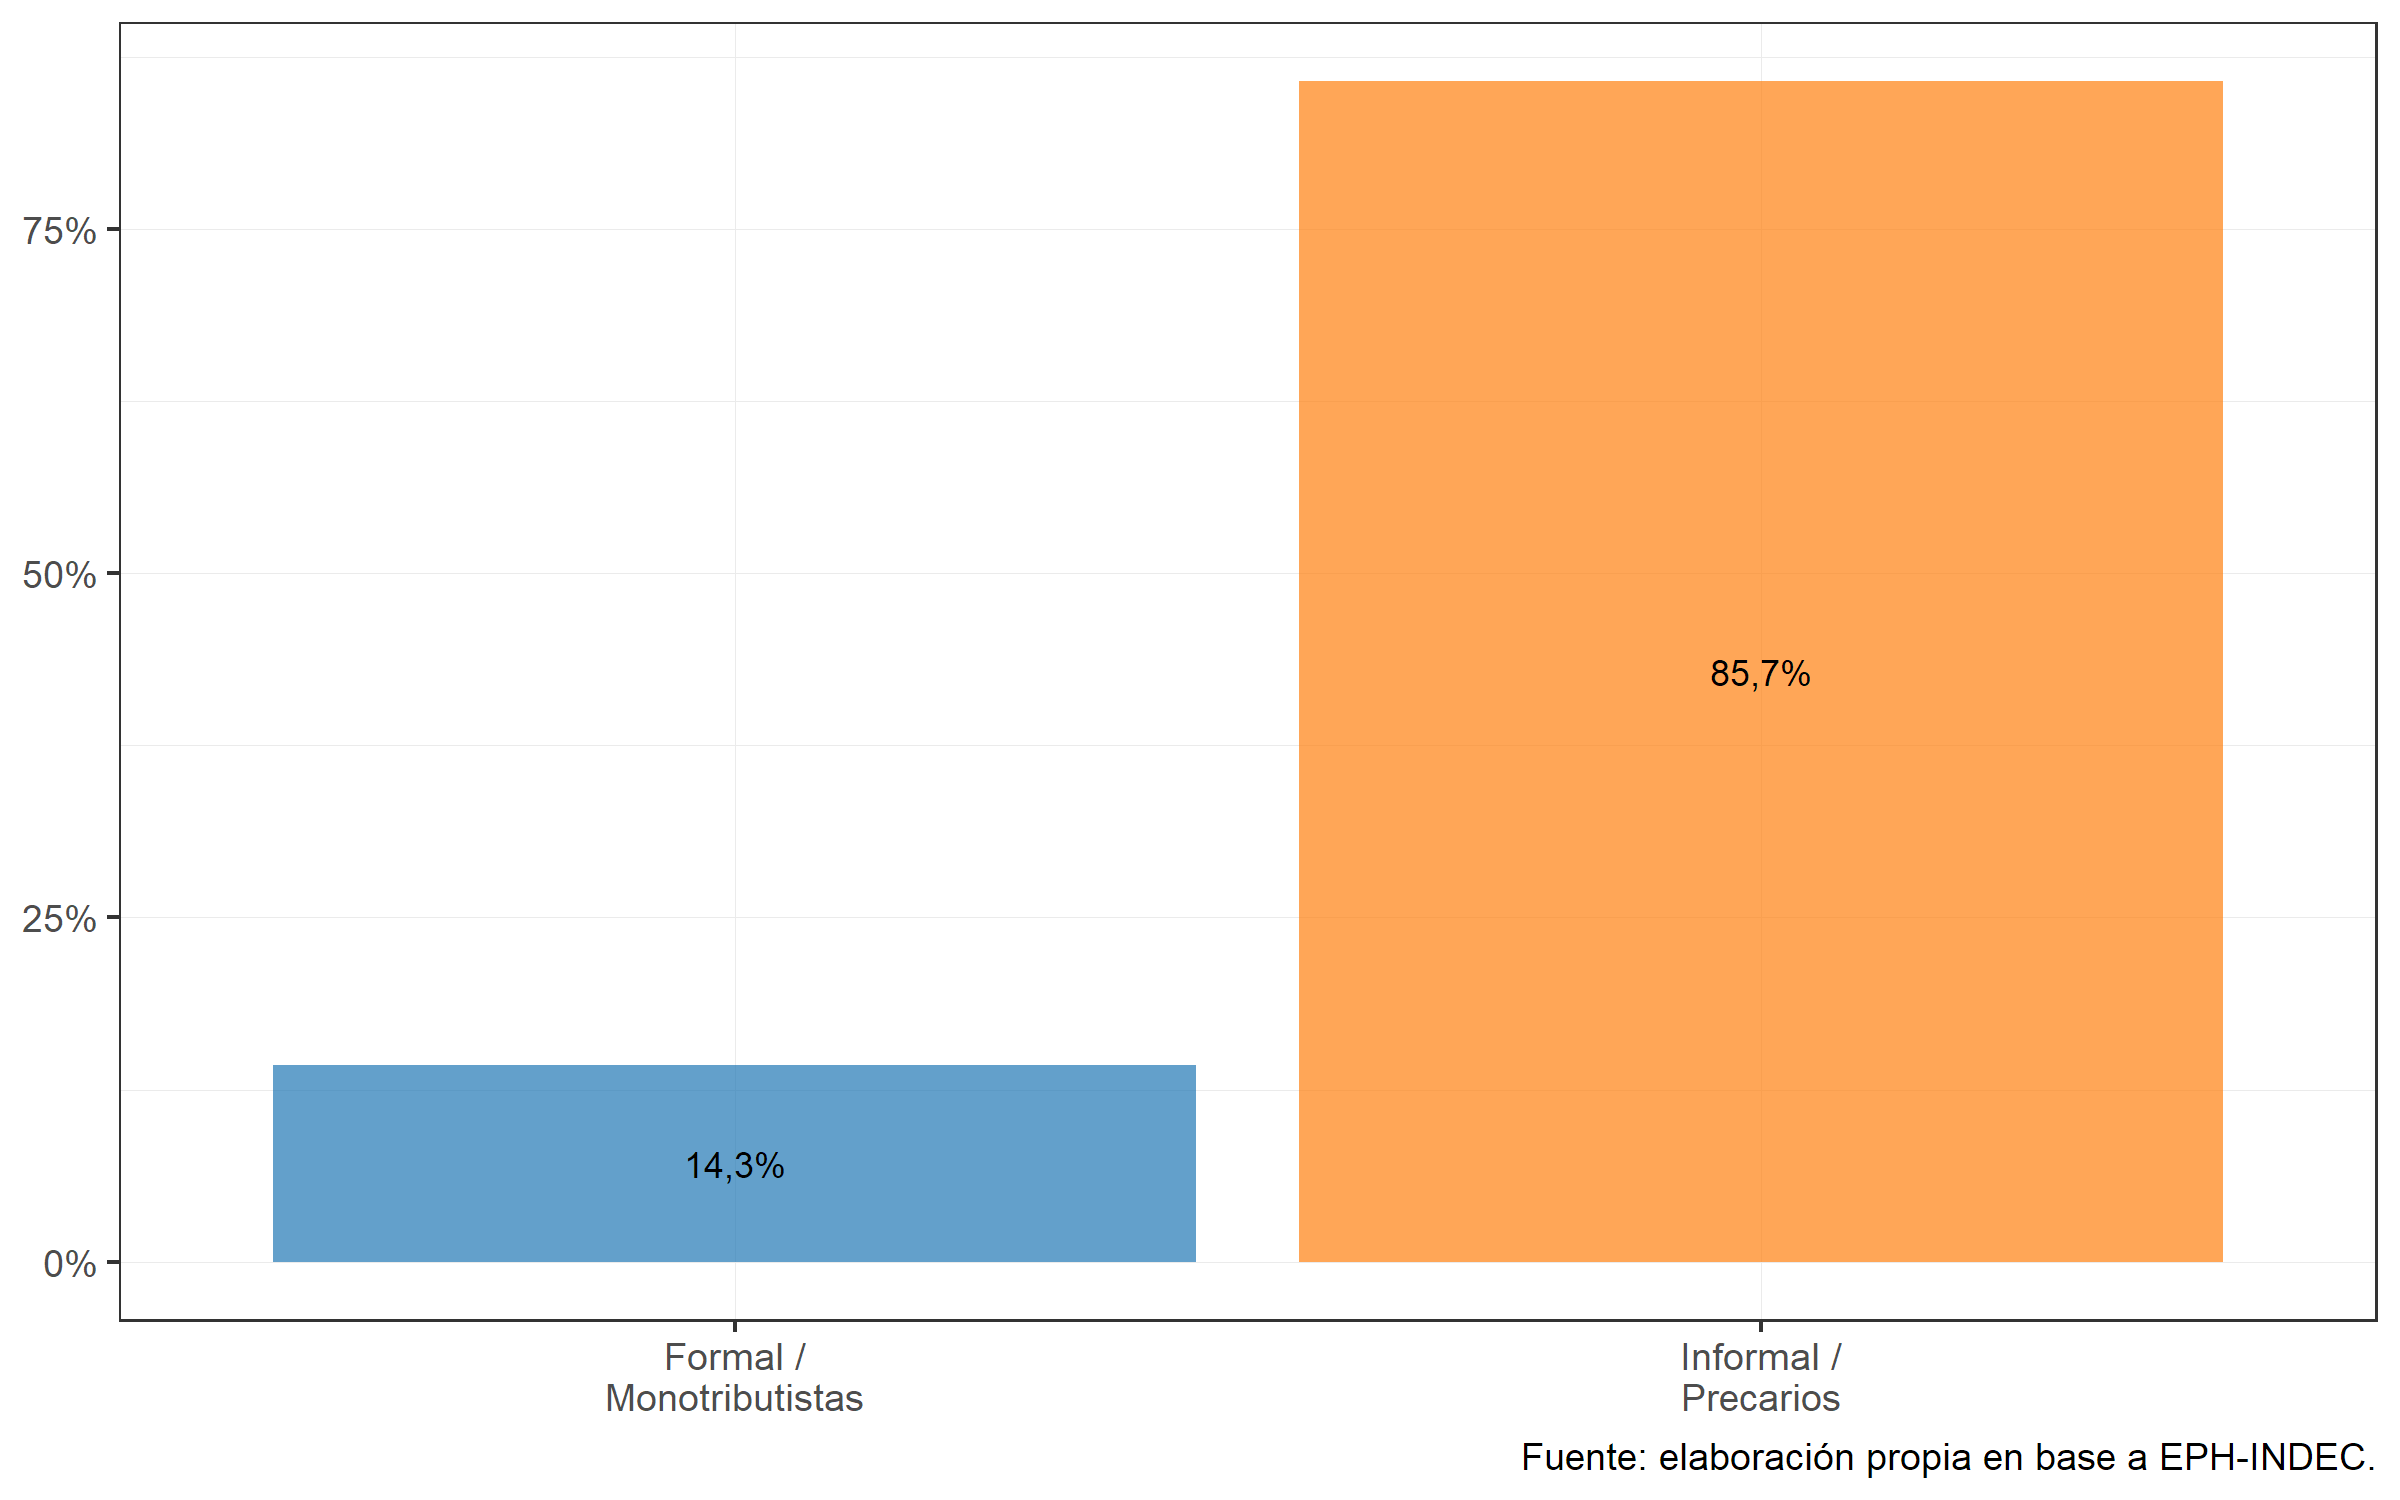 75%
50%
25%
0%
85,7%
14,3%
Formal /
Monotributistas
Informal /
Precarios
Fuente: elaboración propia en base a EPH-INDEC.